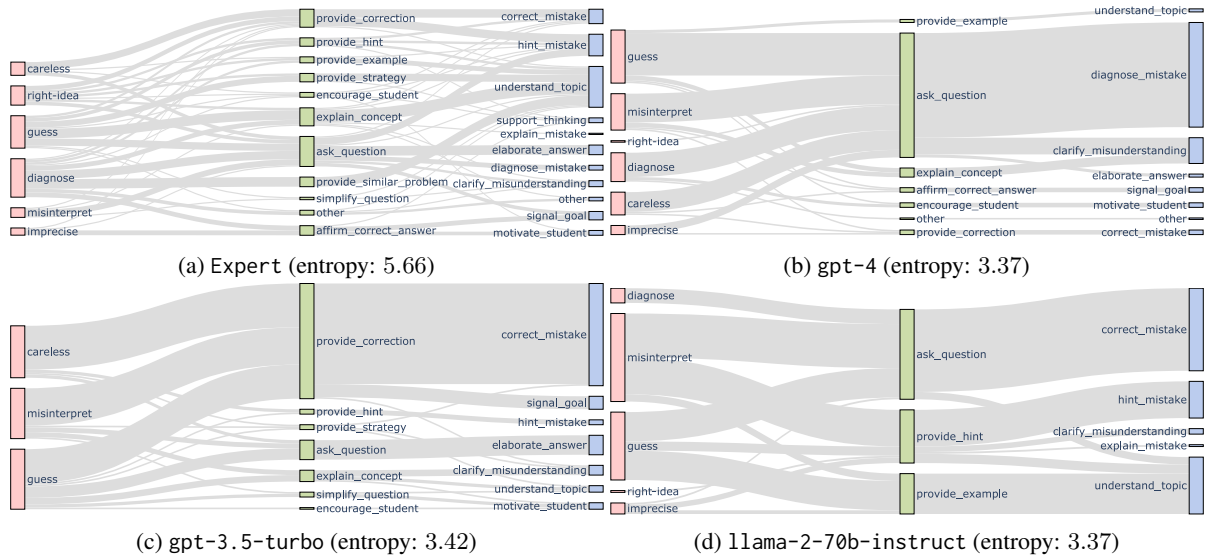 careless
right-idea
guess
diagnose
misinterpret
imprecise
provide_correction
provide_hint
provide_example
provide_strategy
encourage_student
explain_concept
ask_question
provide_similar_problem
simplify_question
other
affirm_correct_answer
correct_mistake
hint_mistake
understand_topic
support_thinking
explain_mistake
elaborate_answer
diagnose_mistake
clarify_misunderstanding
other
signal_goal
motivate_student
(a) Expert (entropy: 5.66)
guess
misinterpret
right-idea
diagnose
careless
imprecise
provide_example
ask_question
explain_concept
affirm_correct_answer
encourage_student
other
provide_correction
understand_topic
diagnose_mistake
clarify_misunderstanding
elaborate_answer
signal_goal
motivate_student
other
correct_mistake
(b) gpt-4 (entropy: 3.37)
careless
misinterpret
guess
provide_correction
provide_hint
provide_strategy
ask_question
explain_concept
simplify_question
encourage_student
correct_mistake
signal_goal
hint_mistake
elaborate_answer
clarify_misunderstanding
understand_topic
motivate_student
(c) gpt-3.5-turbo (entropy: 3.42)
diagnose
misinterpret
guess
right-idea
imprecise
ask_question
provide_hint
provide_example
correct_mistake
hint_mistake
clarify_misunderstanding
explain_mistake
understand_topic
(d) llama-2-70b-instruct (entropy: 3.37)